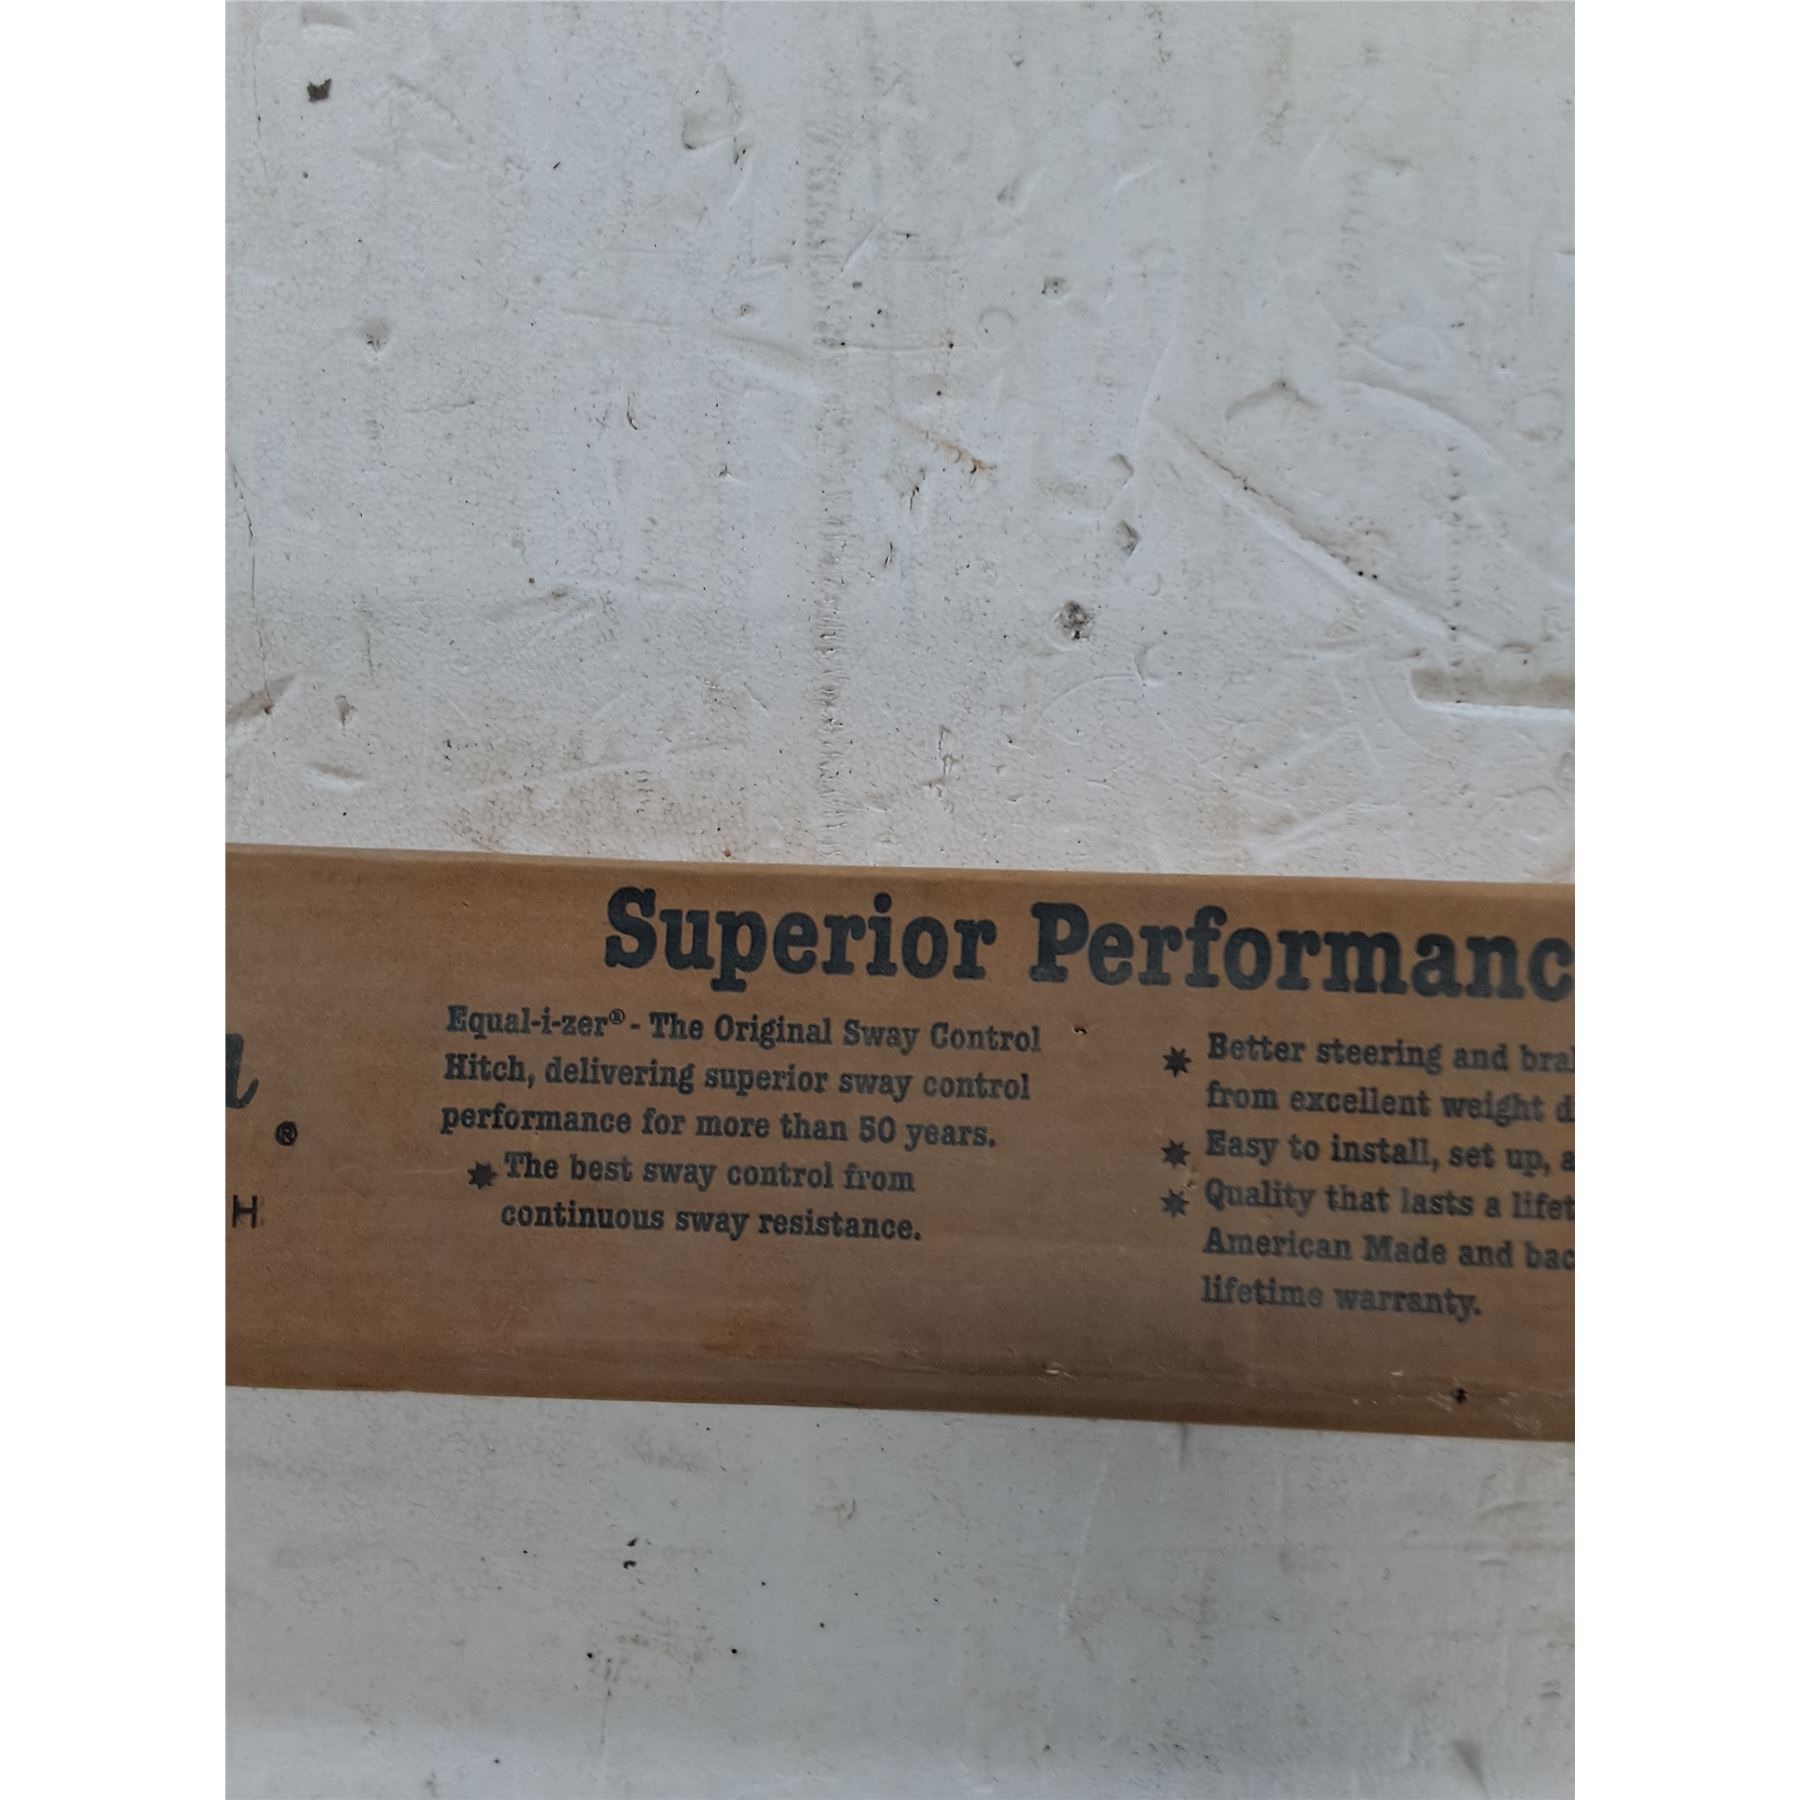 Superior Performanc
Equal-i-zer® - The Original Sway Control
Hitch, delivering superior sway control
performance for more than 50 years.
✷ The best sway control from
continuous sway resistance.
✷ Better steering and bra
from excellent weight d
✷ Easy to install, set up, a
✷ Quality that lasts a lifet
American Made and bac
lifetime warranty.
®
H